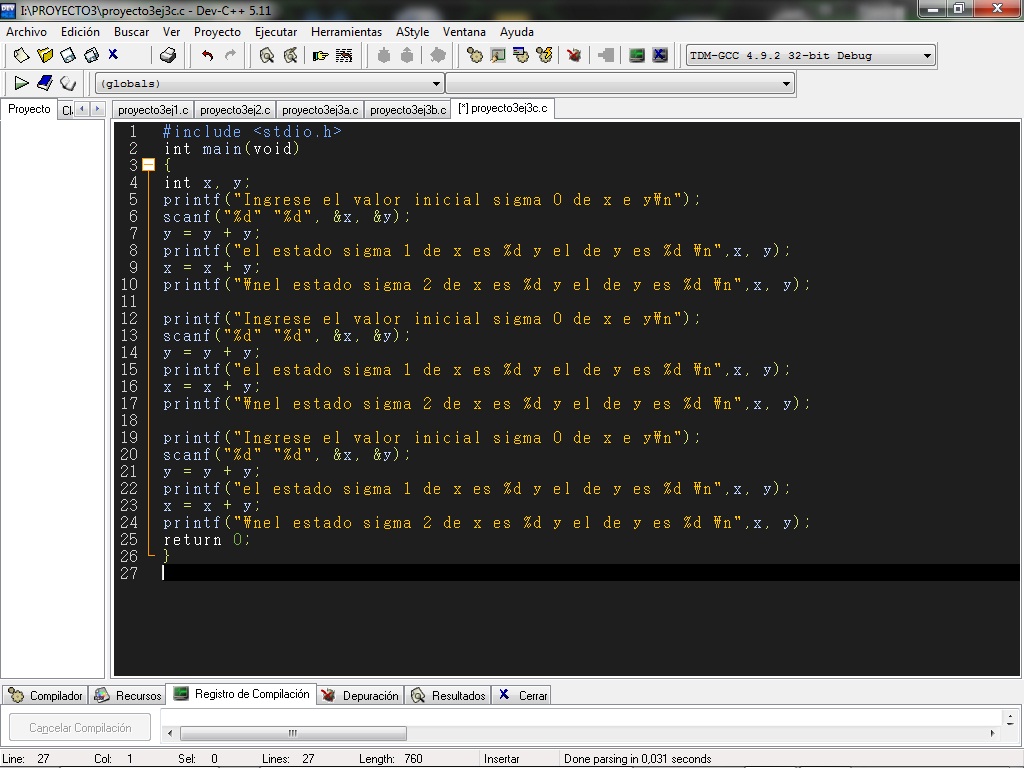 I:\PROYECTO3\proyecto3ej3c.c - Dev-C++ 5.11
Archivo Edición Buscar Ver Proyecto Ejecutar Herramientas AStyle Ventana Ayuda
TDM-GCC 4.9.2 32-bit Debug
(globals)
Proyecto
proyecto3ej1.c proyecto3ej2.c proyecto3ej3a.c proyecto3ej3b.c [*] proyecto3ej3c.c
1 #include <stdio.h>
2 int main(void)
3 {
4 int x, y;
5 printf("Ingrese el valor inicial sigma 0 de x e y₩n");
6 scanf("%d" "%d", &x, &y);
7 y = y + y;
8 printf("el estado sigma 1 de x es %d y el de y es %d ₩n",x, y);
9 x = x + y;
10 printf("₩nel estado sigma 2 de x es %d y el de y es %d ₩n",x, y);
11
12 printf("Ingrese el valor inicial sigma 0 de x e y₩n");
13 scanf("%d" "%d", &x, &y);
14 y = y + y;
15 printf("el estado sigma 1 de x es %d y el de y es %d ₩n",x, y);
16 x = x + y;
17 printf("₩nel estado sigma 2 de x es %d y el de y es %d ₩n",x, y);
18
19 printf("Ingrese el valor inicial sigma 0 de x e y₩n");
20 scanf("%d" "%d", &x, &y);
21 y = y + y;
22 printf("el estado sigma 1 de x es %d y el de y es %d ₩n",x, y);
23 x = x + y;
24 printf("₩nel estado sigma 2 de x es %d y el de y es %d ₩n",x, y);
25 return 0;
26 }
27
Compilador Recursos Registro de Compilación Depuración Resultados Cerrar
Cancelar Compilación
Line: 27 Col: 1 Sel: 0 Lines: 27 Length: 760 Insertar Done parsing in 0,031 seconds